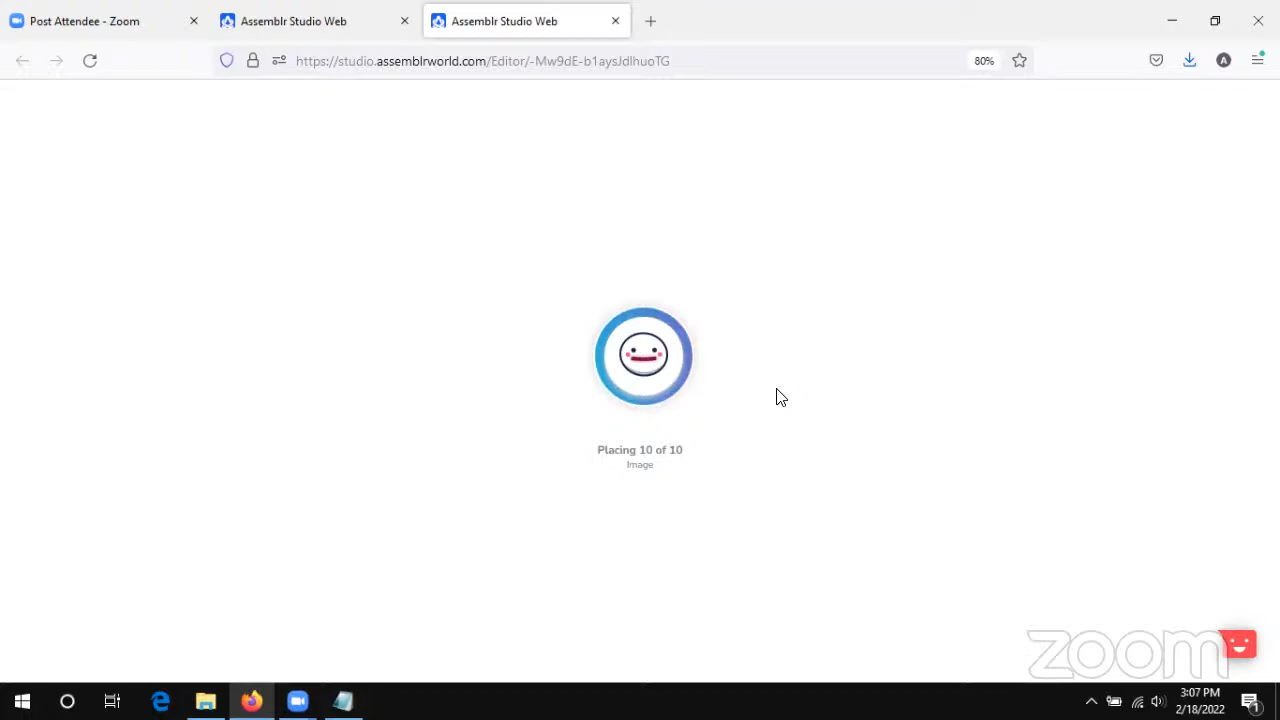 Post Attendee - Zoom
Assemblr Studio Web
Assemblr Studio Web
https://studio.assemblrworld.com/Editor/-Mw9dE-b1aysJdlhuoTG
80%
A
Placing 10 of 10
Image
zoom
3:07 PM
2/18/2022
1